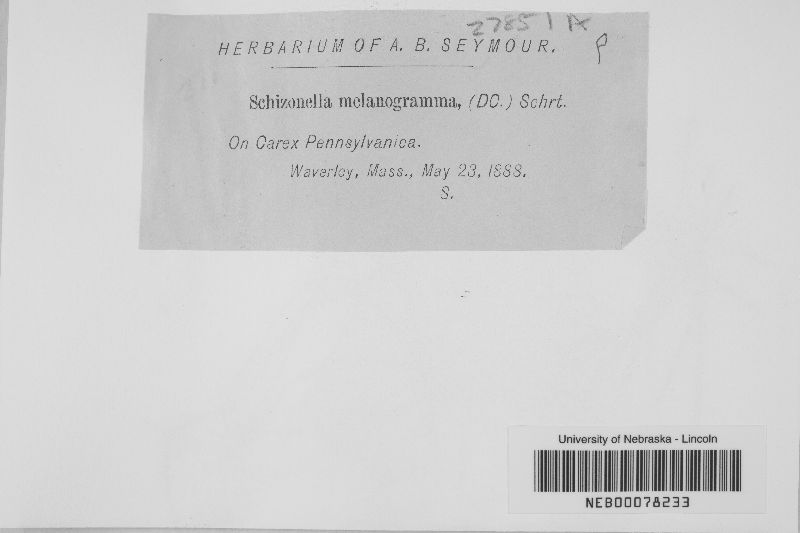 27851 A
HERBARIUM OF A. B. SEYMOUR. P
Schizonella melanogramma, (DC.) Schrt.
On Carex Pennsylvanica.
Waverley, Mass., May 23, 1888.
S.
University of Nebraska - Lincoln
NEB00078233